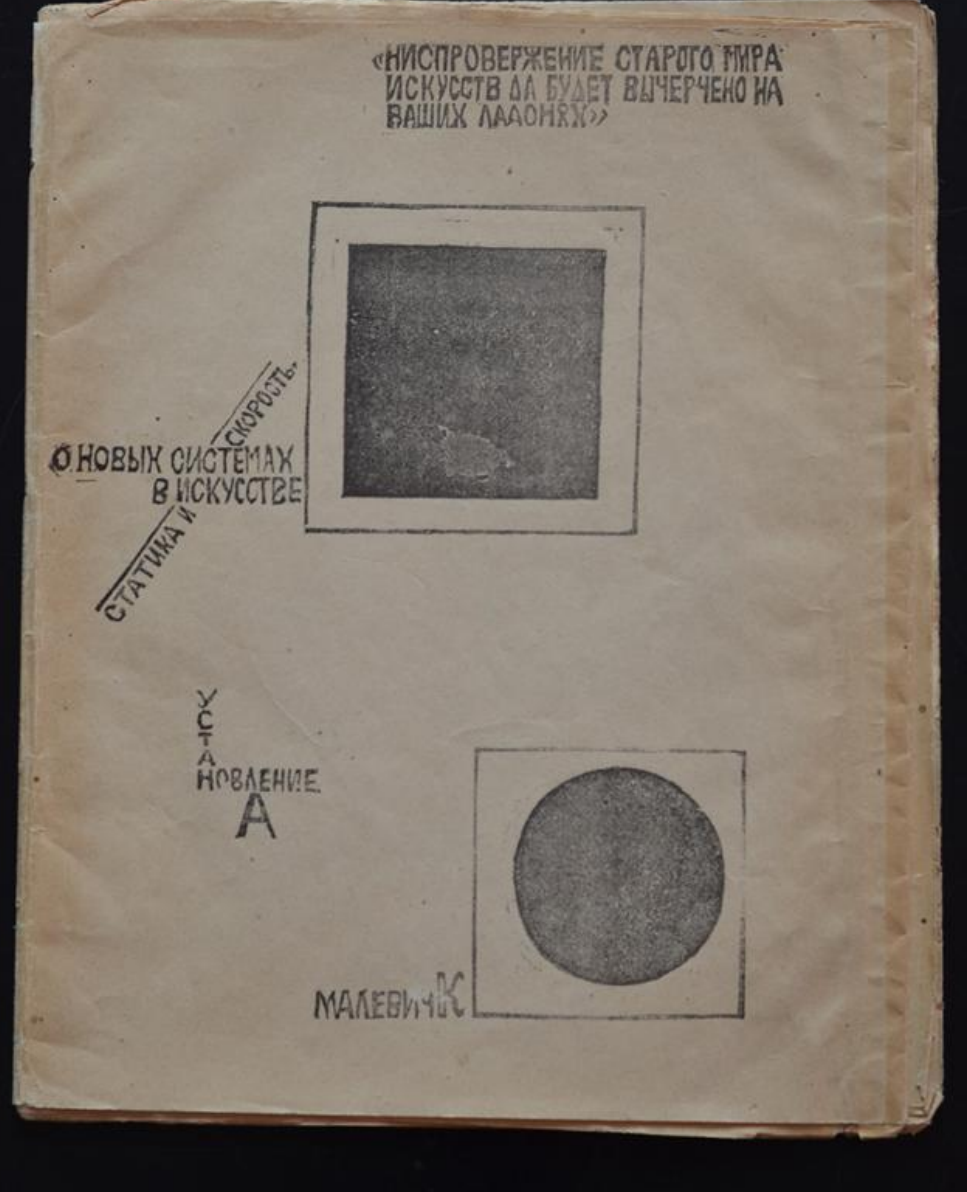 «НИСПРОВЕРЖЕНИЕ СТАРОГО МИРА
ИСКУССТВ ДА БУДЕТ ВЫЧЕРЧЕНО НА
ВАШИХ ЛАДОНЯХ»
О НОВЫХ СИСТЕМАХ
В ИСКУССТВЕ
СТАТИКА И СКОРОСТЬ.
УСТАНОВЛЕНИЕ
А
МАЛЕВИЧ К